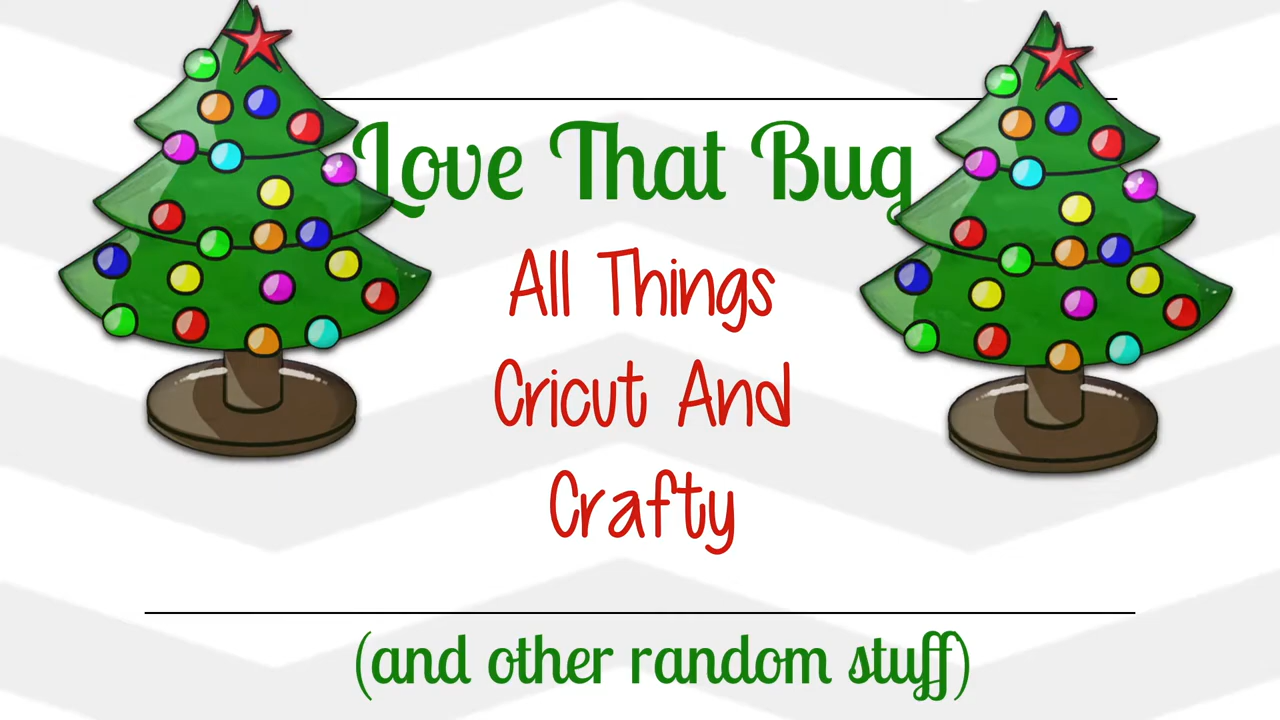 Love That Bug
All Things
Cricut And
Crafty
(and other random stuff)